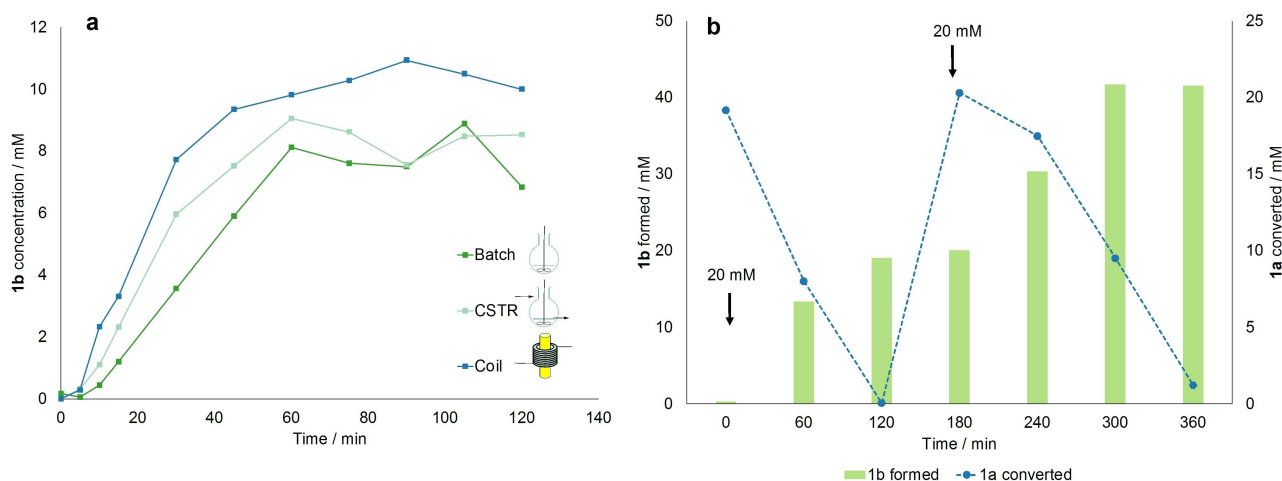 a
12
10
8
6
4
2
0
1b concentration / mM
0 20 40 60 80 100 120 140
Time / min
Batch
CSTR
Coil
b
50
40
30
20
10
0
1b formed / mM
20 mM
20 mM
25
20
15
10
5
0
1a converted / mM
0 60 120 180 240 300 360
Time / min
1b formed 1a converted